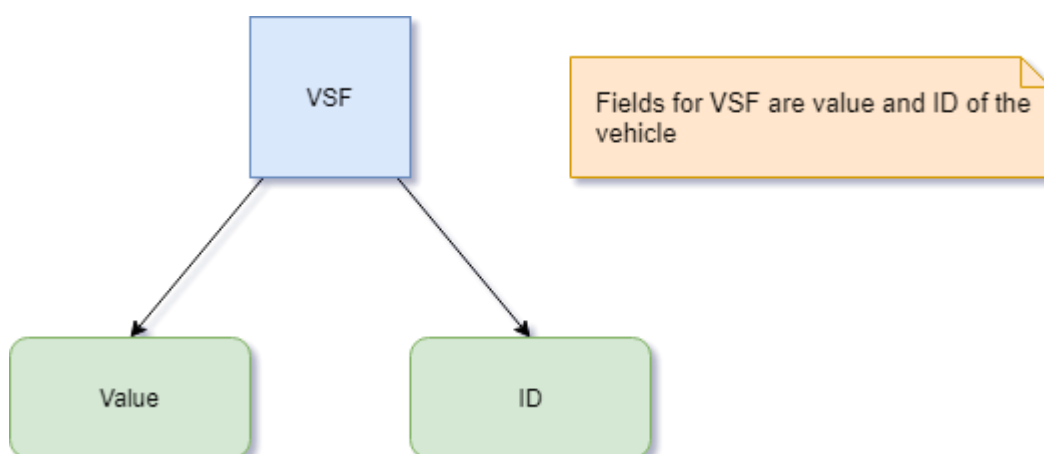 VSF
Fields for VSF are value and ID of the
vehicle
Value
ID